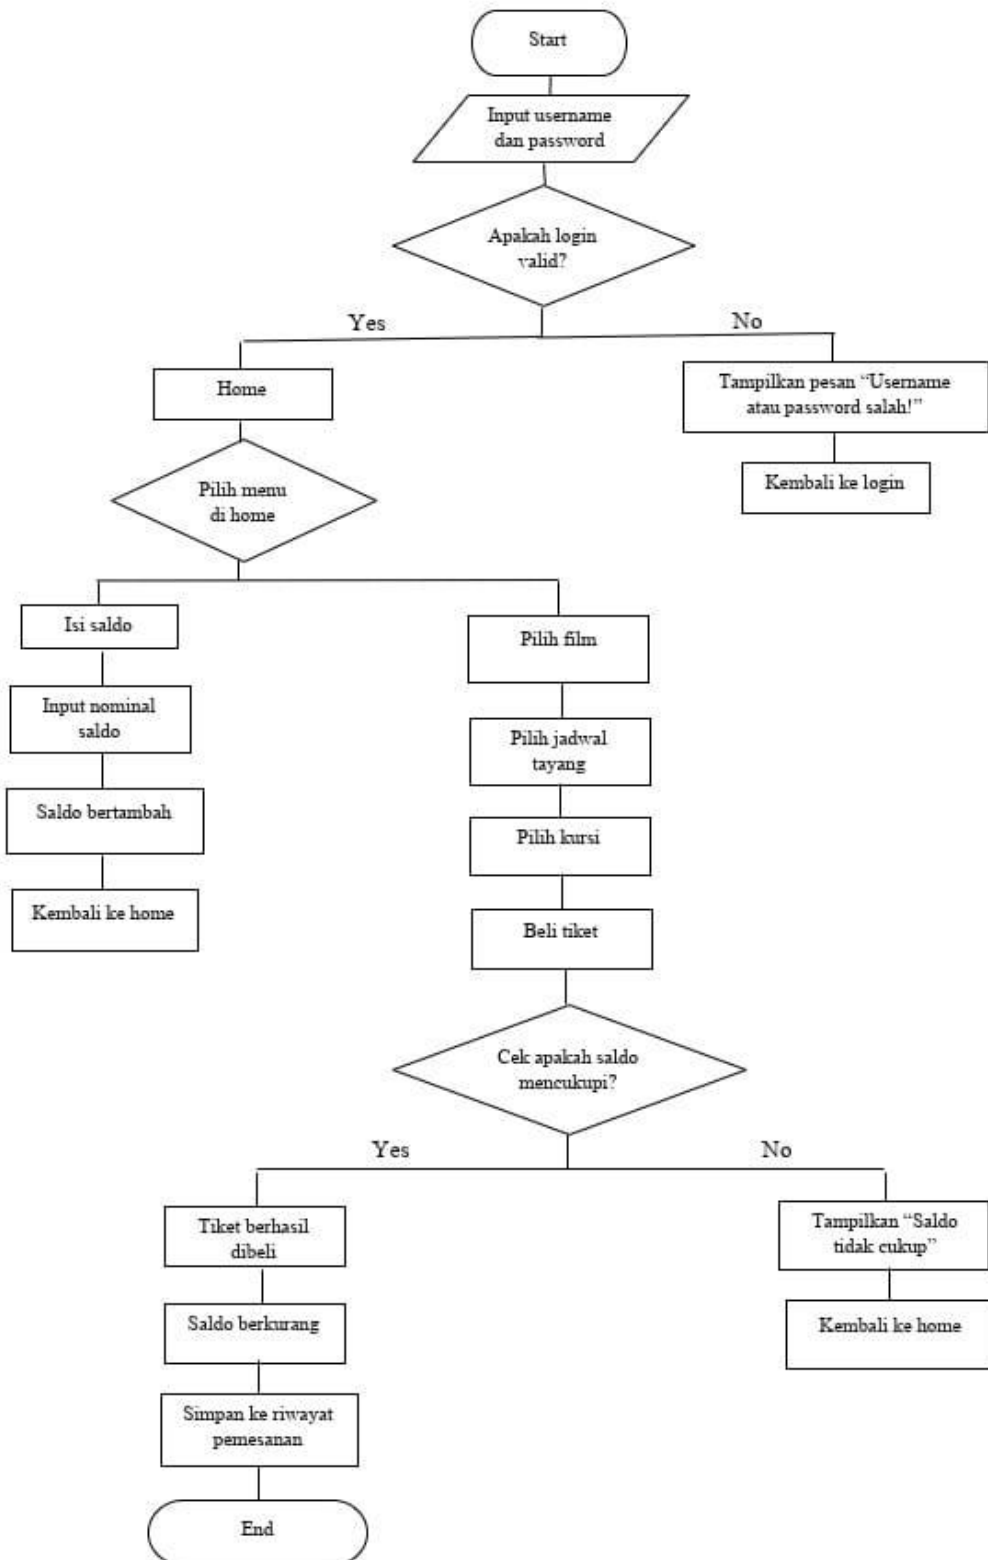 Start
Input username
dan password
Apakah login
valid?
Yes
No
Home
Tampilkan pesan “Username
atau password salah!”
Kembali ke login
Pilih menu
di home
Isi saldo
Pilih film
Input nominal
saldo
Pilih jadwal
tayang
Saldo bertambah
Pilih kursi
Kembali ke home
Beli tiket
Cek apakah saldo
mencukupi?
Yes
No
Tiket berhasil
dibeli
Tampilkan “Saldo
tidak cukup”
Saldo berkurang
Kembali ke home
Simpan ke riwayat
pemesanan
End